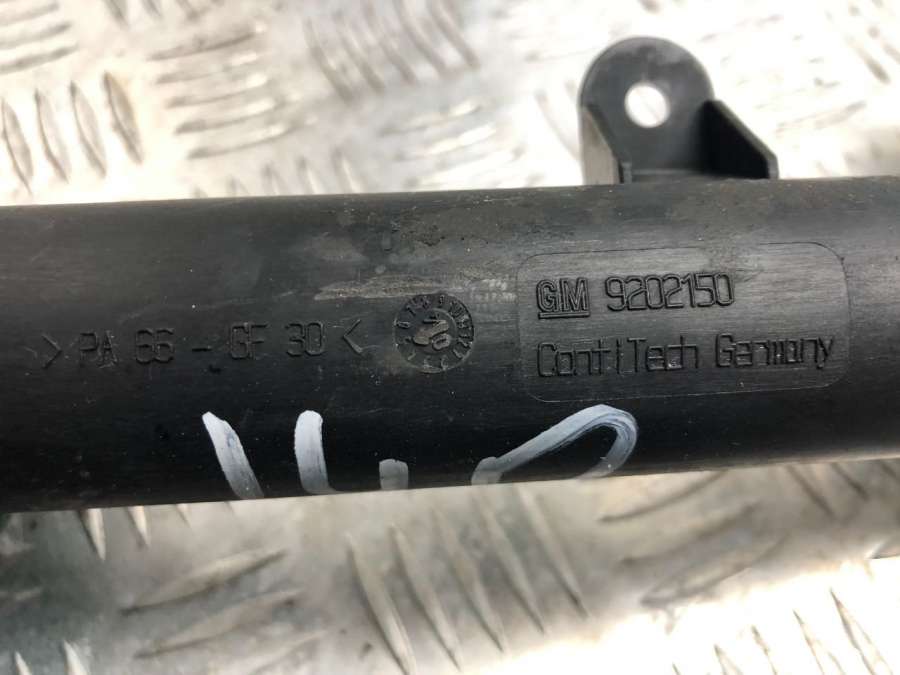 GM 9202150
ContiTech Germany
>PA 66 - GF 30<